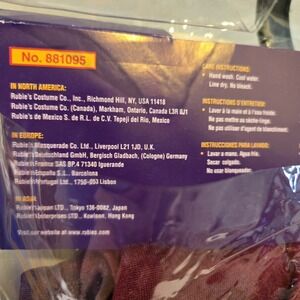 No. 881095
IN NORTH AMERICA:
Rubie's Costume Co., Inc., Richmond Hill, NY, USA 11418
Rubie's Costume Co. (Canada), Markham, Ontario, Canada L3R 0J1
Rubie's de Mexico S. de R.L. de C.V. Tepeji del Rio, Mexico
IN EUROPE:
Rubie's Masquerade Co. Ltd., Liverpool L21 1JD, U.K.
Rubie's Deutschland GmbH, Bergisch Gladbach, (Cologne) Germany
Rubie's France SAS BP.4 71340 Iguerande
Rubie's España S.L., Barcelona
Rubie's Portugal Ltd., 1750-053 Lisbon
IN ASIA:
Rubie's Japan LTD., Tokyo 136-0082, Japan
Rubie's Enterprises LTD., Kowloon, Hong Kong
Visit our website at www.rubies.com
CARE INSTRUCTIONS:
Hand wash. Cool water.
Line dry. No bleach.
INSTRUCTIONS D'ENTRETIEN:
Laver à la main et à l'eau froide.
Ne pas mettre au sèche-linge.
Ne pas utiliser d'agent de blanchiment.
INSTRUCCIONES PARA LAVADO:
Lavar a mano. Agua fría.
Secar colgado.
No usar blanqueador.